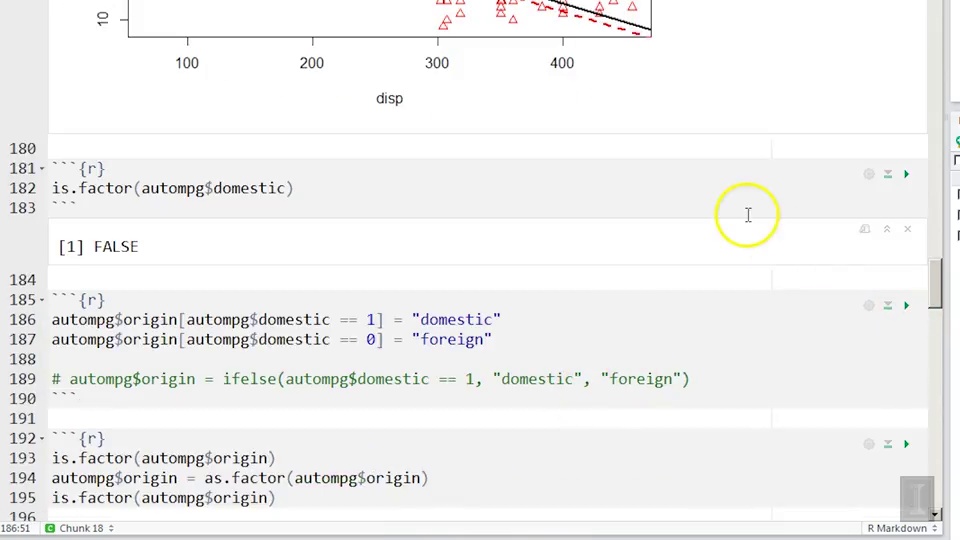 10
100 200 300 400
disp
180
181 ```{r}
182 is.factor(autompg$domestic)
183 ```
[1] FALSE
184
185 ```{r}
186 autompg$origin[autompg$domestic == 1] = "domestic"
187 autompg$origin[autompg$domestic == 0] = "foreign"
188
189 # autompg$origin = ifelse(autompg$domestic == 1, "domestic", "foreign")
190 ```
191
192 ```{r}
193 is.factor(autompg$origin)
194 autompg$origin = as.factor(autompg$origin)
195 is.factor(autompg$origin)
196
186:51 C Chunk 18 R Markdown